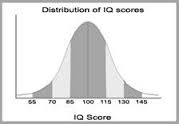 Distribution of IQ scores
55 70 85 100 115 130 145
IQ Score